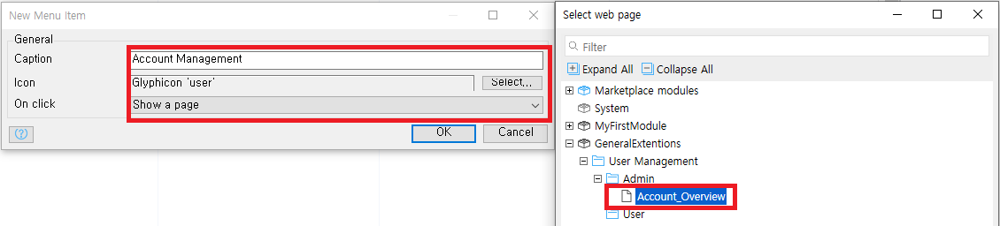 New Menu Item
General
Caption
Account Management
Icon
Glyphicon 'user'
Select...
On click
Show a page
OK
Cancel
Select web page
Filter
Expand All
Collapse All
Marketplace modules
System
MyFirstModule
GeneralExtentions
User Management
Admin
Account_Overview
User